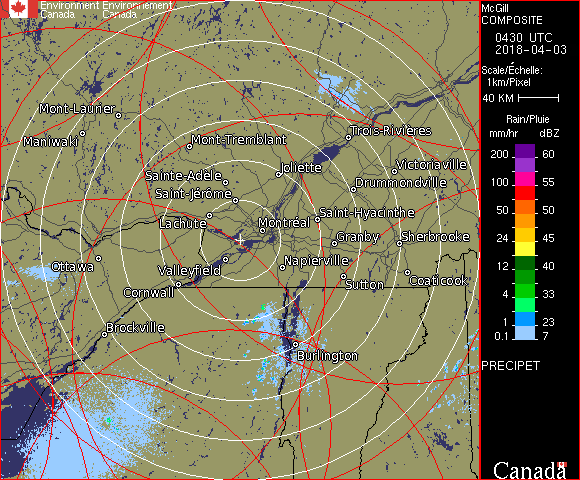 Environment Environnement
Canada Canada
McGill
COMPOSITE
0430 UTC
2018-04-03
Scale/Échelle:
1km/Pixel
40 KM
Rain/Pluie
mm/hr dBZ
200 60
100 55
50 50
24 45
12 40
4 33
1 23
0.1 7
PRECIPET
Canada
Mont-Laurier
Maniwaki
Mont-Tremblant
Trois-Rivières
Joliette
Victoriaville
Sainte-Adèle
Drummondville
Saint-Jérôme
Saint-Hyacinthe
Lachute
Montréal
Granby
Sherbrooke
Ottawa
Valleyfield
Napierville
Sutton
Coaticook
Cornwall
Brockville
Burlington